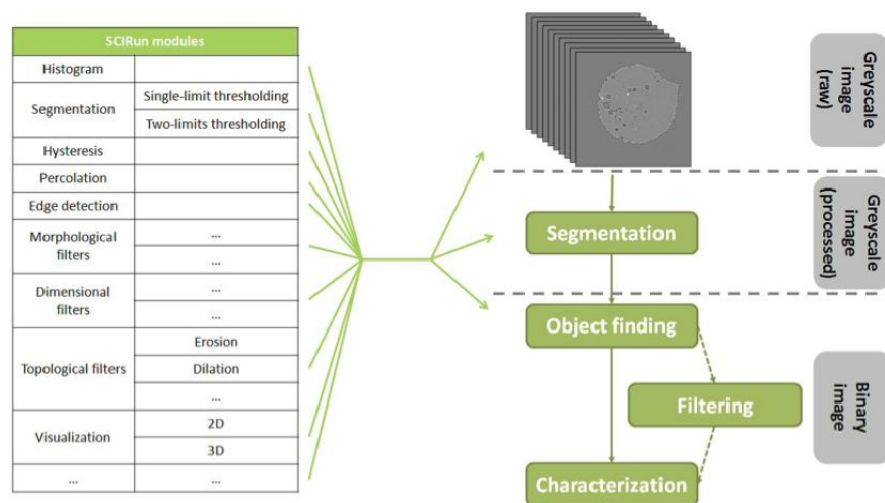 SCIRun modules
Histogram
Segmentation
Single-limit thresholding
Two-limits thresholding
Hysteresis
Percolation
Edge detection
Morphological
filters
...
...
Dimensional
filters
...
...
Topological filters
Erosion
Dilation
...
Visualization
2D
3D
...
...
Greyscale
image
(raw)
Segmentation
Greyscale
image
(processed)
Object finding
Filtering
Characterization
Binary
image